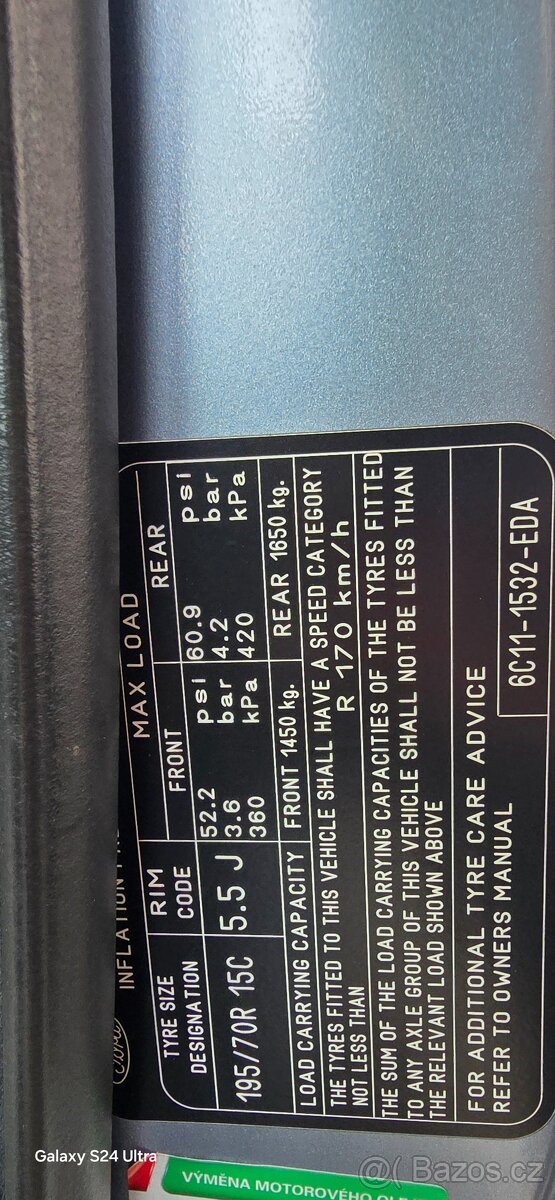 Ford
INFLATION
MAX LOAD
TYRE SIZE DESIGNATION
RIM CODE
FRONT
REAR
195/70R 15C
5.5 J
52.2 psi
3.6 bar
360 kPa
60.9 psi
4.2 bar
420 kPa
LOAD CARRYING CAPACITY
FRONT 1450 kg.
REAR 1650 kg.
THE TYRES FITTED TO THIS VEHICLE SHALL HAVE A SPEED CATEGORY
NOT LESS THAN
R 170 km/h
THE SUM OF THE LOAD CARRYING CAPACITIES OF THE TYRES FITTED
TO ANY AXLE GROUP OF THIS VEHICLE SHALL NOT BE LESS THAN
THE RELEVANT LOAD SHOWN ABOVE
FOR ADDITIONAL TYRE CARE ADVICE
REFER TO OWNERS MANUAL
6C11-1532-EDA
Galaxy S24 Ultra
VÝMĚNA MOTOROVÉHO
Bazos.cz